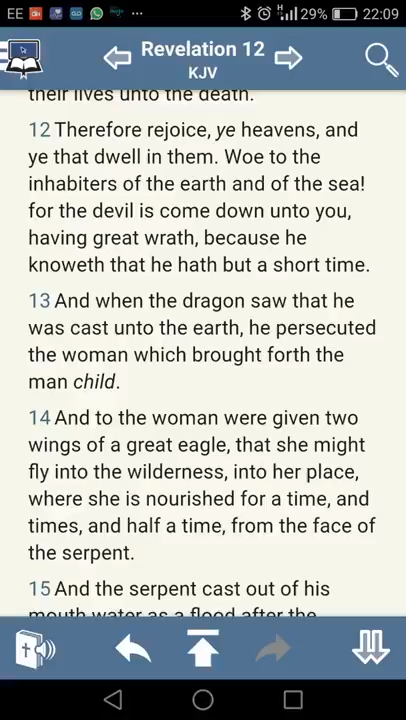 EE 29% 22:09
Revelation 12
KJV
their lives unto the death.
12 Therefore rejoice, ye heavens, and
ye that dwell in them. Woe to the
inhabiters of the earth and of the sea!
for the devil is come down unto you,
having great wrath, because he
knoweth that he hath but a short time.
13 And when the dragon saw that he
was cast unto the earth, he persecuted
the woman which brought forth the
man child.
14 And to the woman were given two
wings of a great eagle, that she might
fly into the wilderness, into her place,
where she is nourished for a time, and
times, and half a time, from the face of
the serpent.
15 And the serpent cast out of his
mouth water as a flood after the